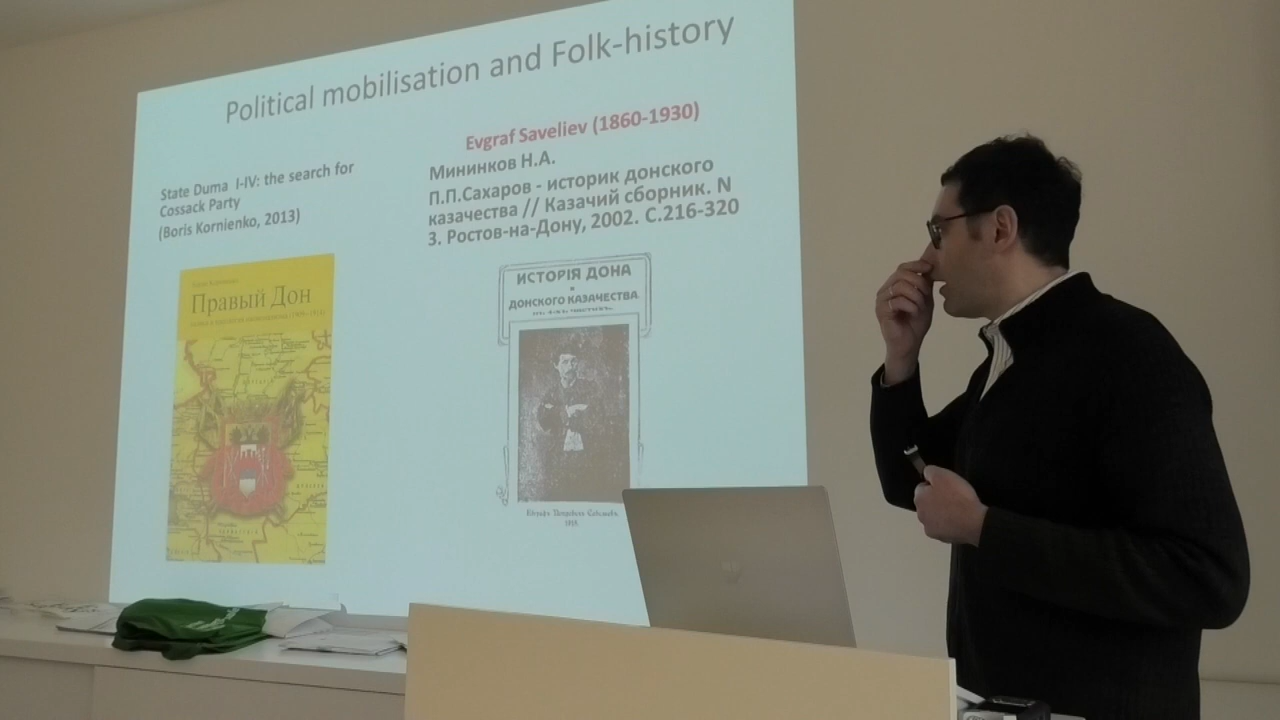 Political mobilisation and Folk-history
State Duma I-IV: the search for
Cossack Party
(Boris Kornienko, 2013)
Правый Дон
Evgraf Saveliev (1860-1930)
Мининков Н.А.
П.П.Сахаров - историк донского
казачества // Казачий сборник. N
3. Ростов-на-Дону, 2002. С.216-320
ИСТОРІЯ ДОНА
и
ДОНСКОГО КАЗАЧЕСТВА